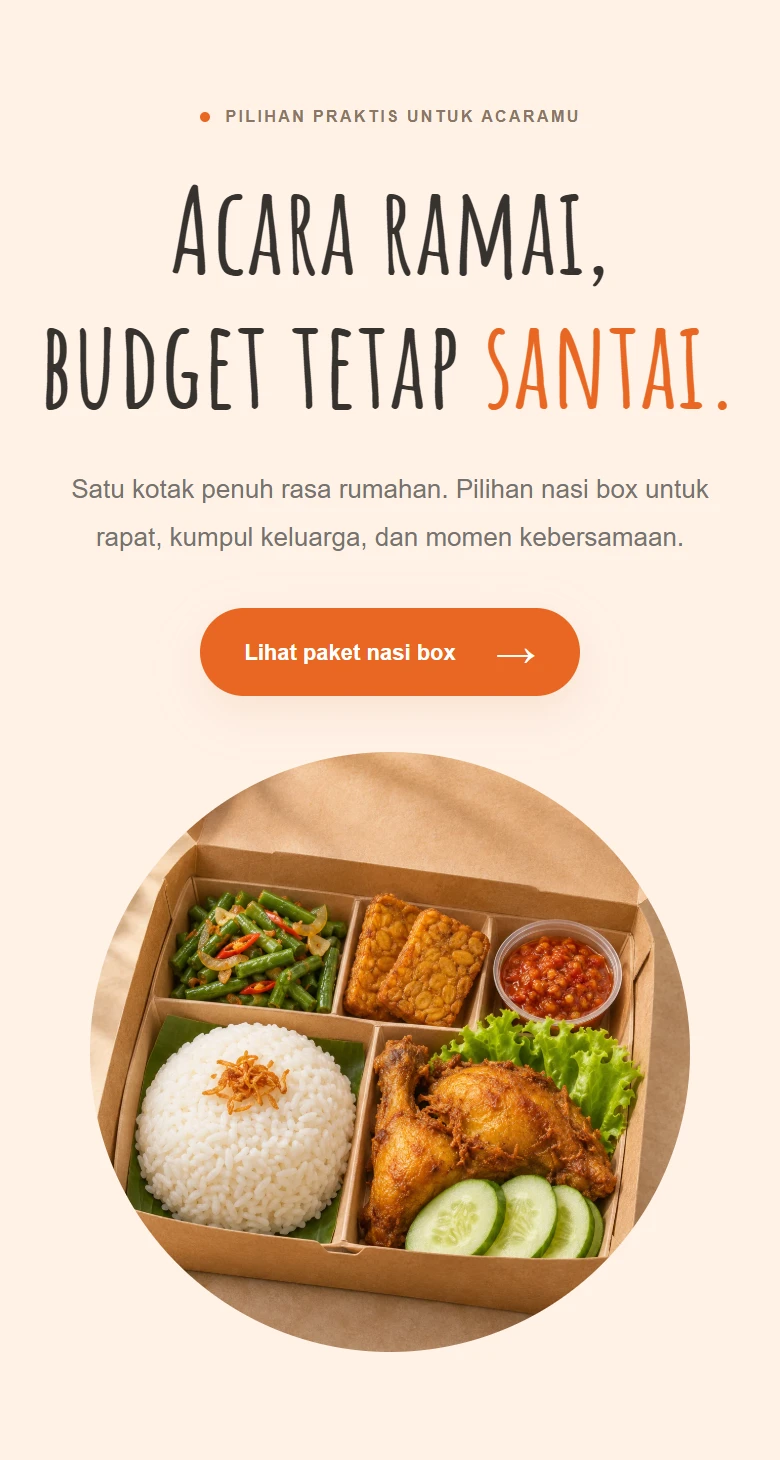 PILIHAN PRAKTIS UNTUK ACARAMU
ACARA RAMAI,
BUDGET TETAP SANTAI.
Satu kotak penuh rasa rumahan. Pilihan nasi box untuk
rapat, kumpul keluarga, dan momen kebersamaan.
Lihat paket nasi box →